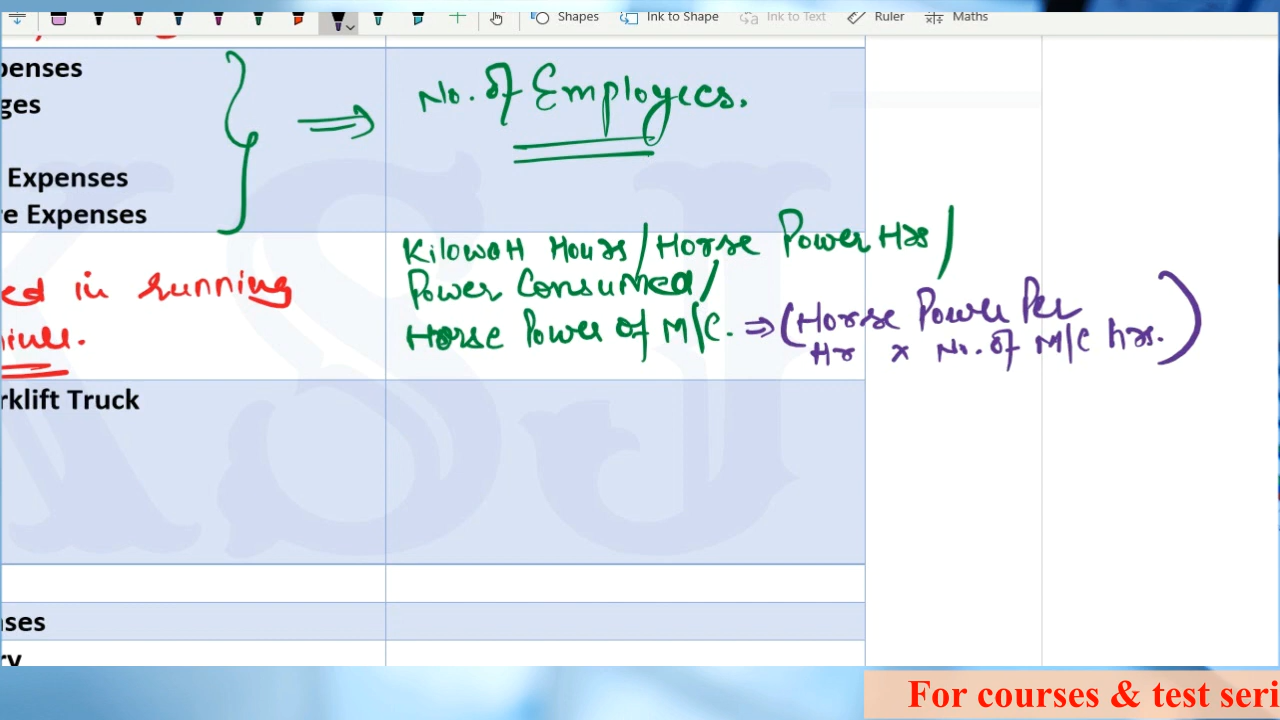 Shapes Ink to Shape Ink to Text Ruler Maths
penses
ges
No. of Employees.
Expenses
re Expenses
Kilowatt Hours/Horse Power Hrs/
Power Consumed/
ed in running
Horse Power of M/C. ⇒ (Horse Power Per
Hr x No. of M/C hrs.)
rklift Truck
ses
ry
For courses & test seri